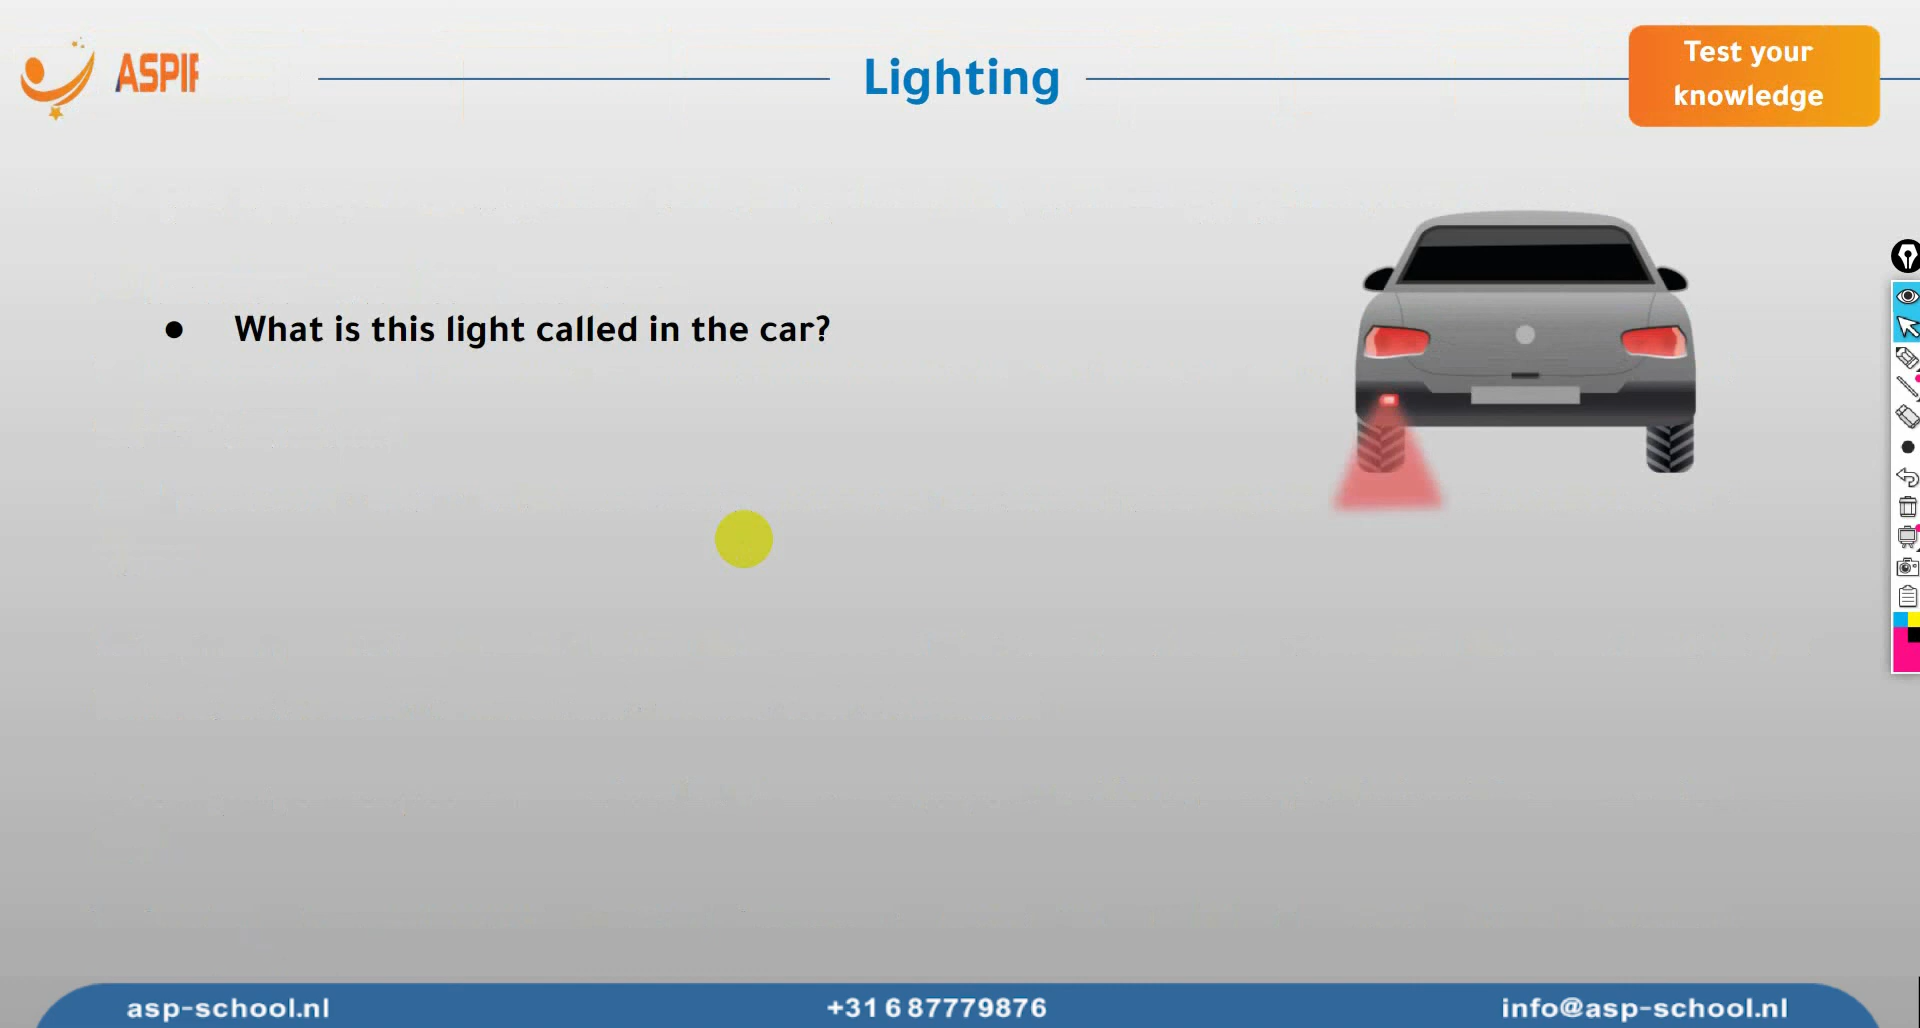 ASPIR
Lighting
Test your
knowledge
What is this light called in the car?
asp-school.nl
+31 6 87779876
info@asp-school.nl